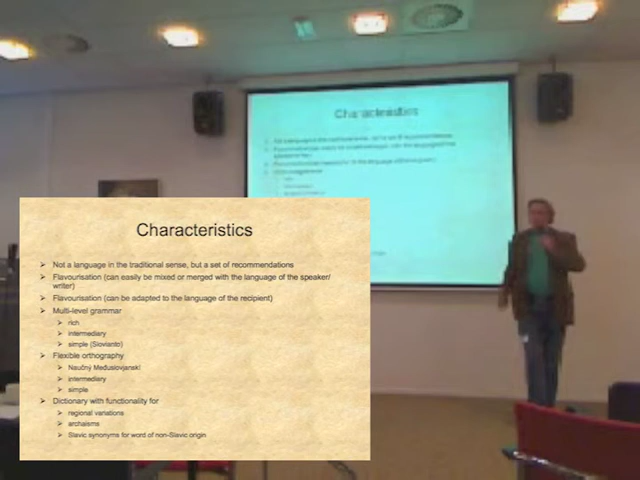 Characteristics
Characteristics
Not a language in the traditional sense, but a set of recommendations
Flavourisation (can easily be mixed or merged with the language of the speaker/
writer)
Flavourisation (can be adapted to the language of the recipient)
Multi-level grammar
rich
intermediary
simple (Slovianto)
Flexible orthography
Naučny Medžuslovjanski
intermediary
simple
Dictionary with functionality for
regional variations
archaisms
Slavic synonyms for word of non-Slavic origin